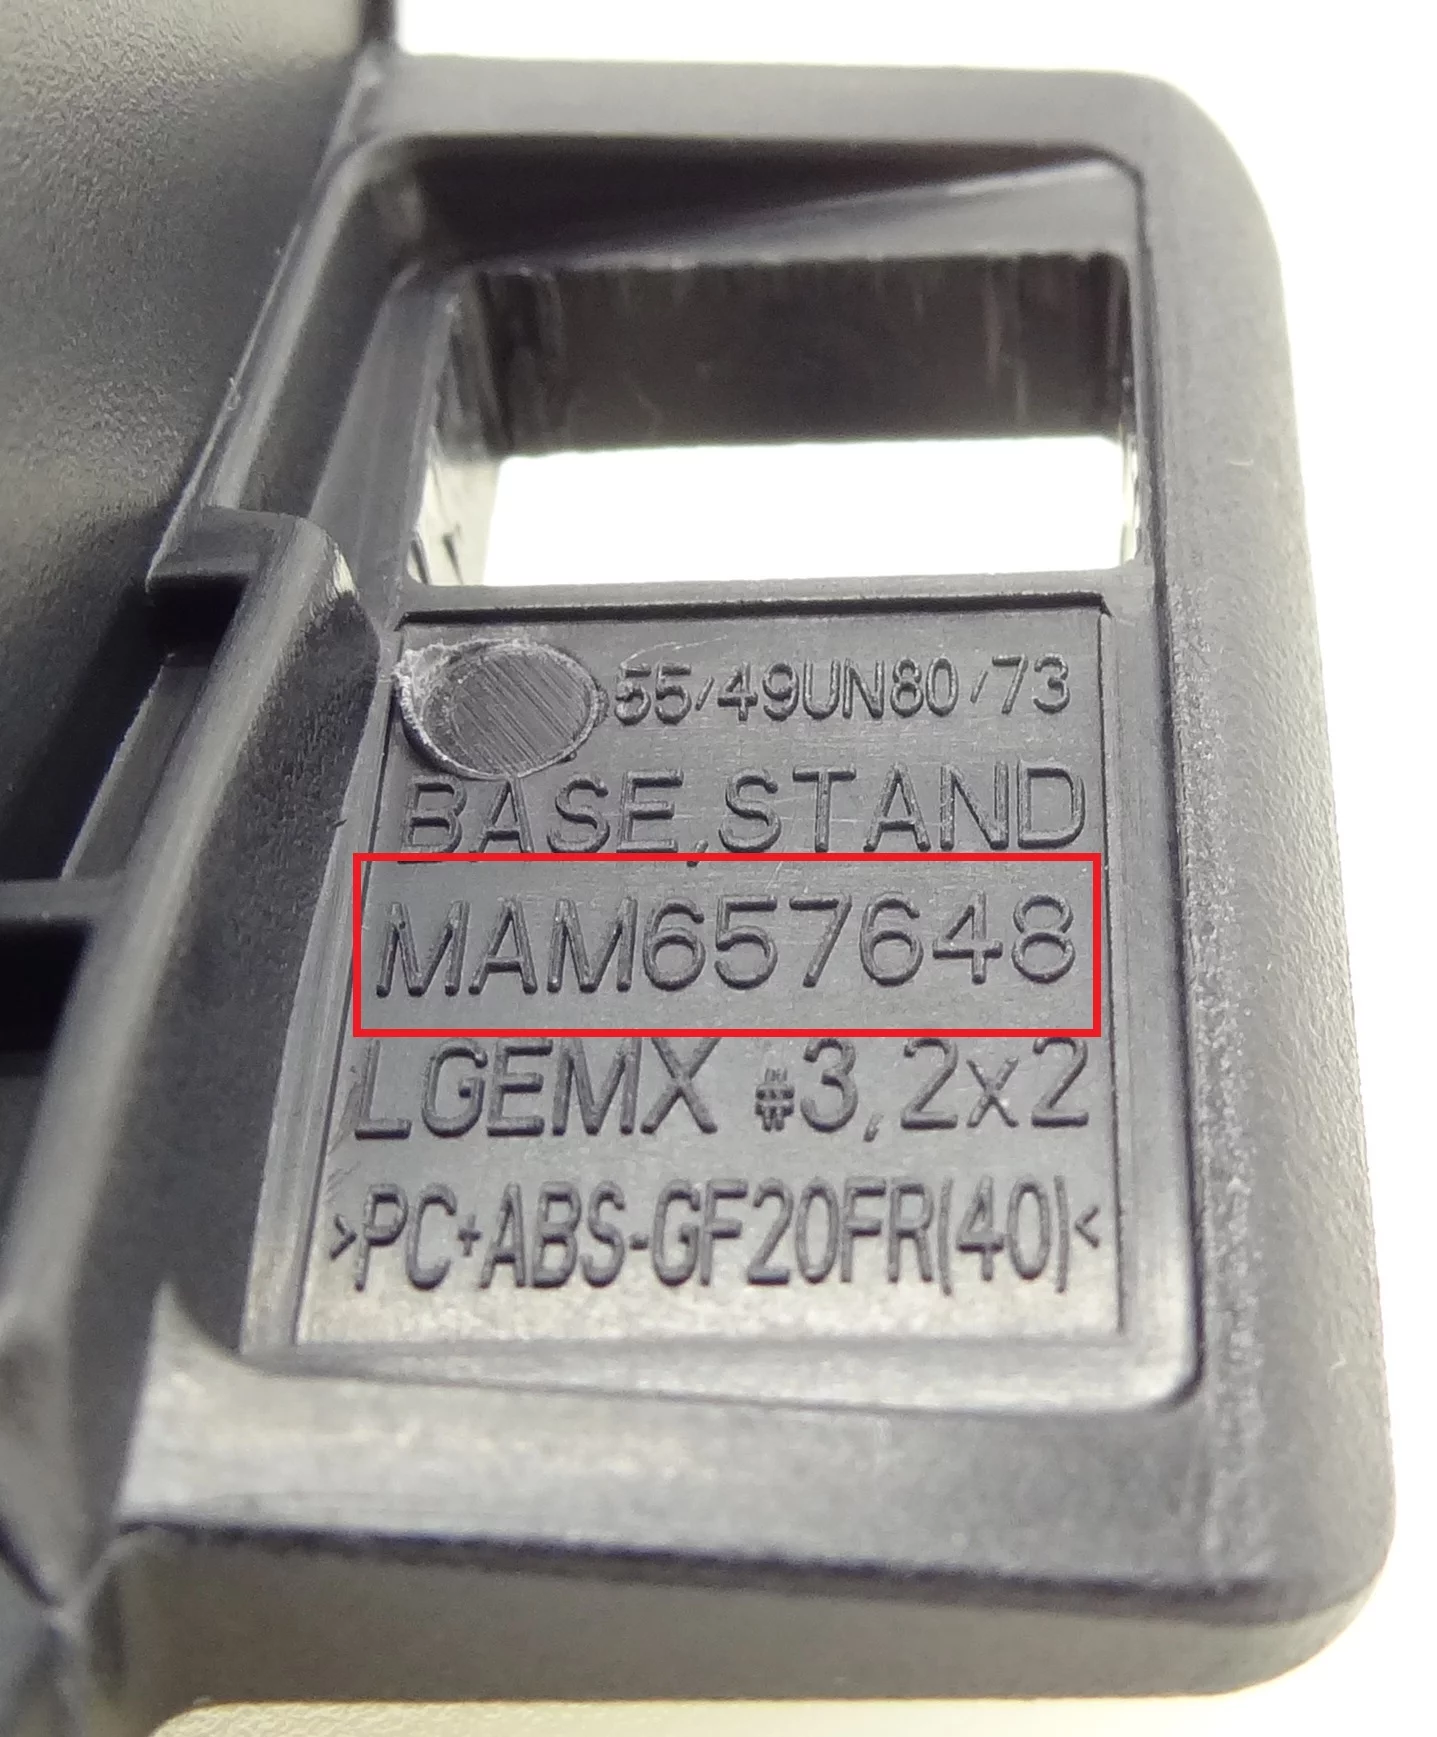 55/49UN80/73
BASE,STAND
MAM657648
LGEMX #3,2x2
>PC+ABS-GF20FR(40)<